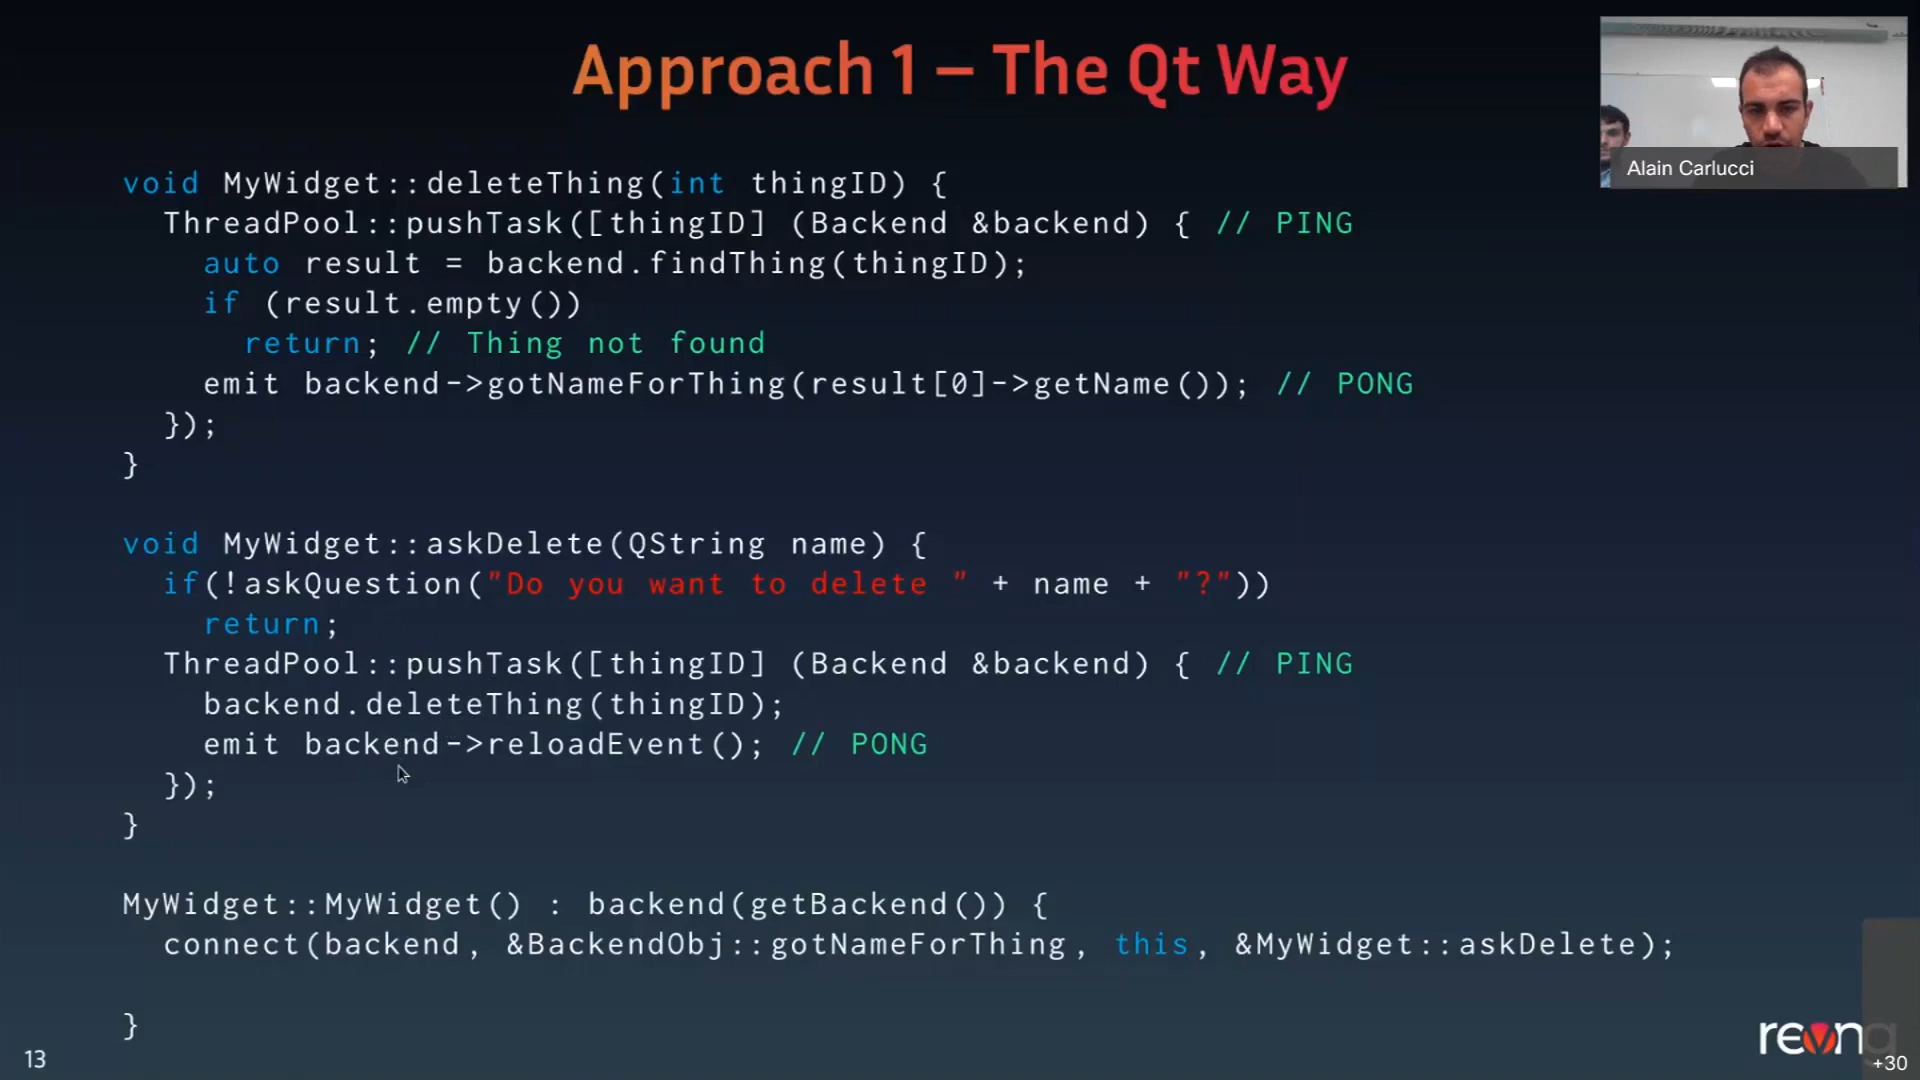 Approach 1 – The Qt Way
Alain Carlucci
void MyWidget::deleteThing(int thingID) {
  ThreadPool::pushTask([thingID] (Backend &backend) { // PING
    auto result = backend.findThing(thingID);
    if (result.empty())
      return; // Thing not found
    emit backend->gotNameForThing(result[0]->getName()); // PONG
  });
}
void MyWidget::askDelete(QString name) {
  if(!askQuestion("Do you want to delete " + name + "?"))
    return;
  ThreadPool::pushTask([thingID] (Backend &backend) { // PING
    backend.deleteThing(thingID);
    emit backend->reloadEvent(); // PONG
  });
}
MyWidget::MyWidget() : backend(getBackend()) {
  connect(backend, &BackendObj::gotNameForThing, this, &MyWidget::askDelete);
}
revng
13
+30